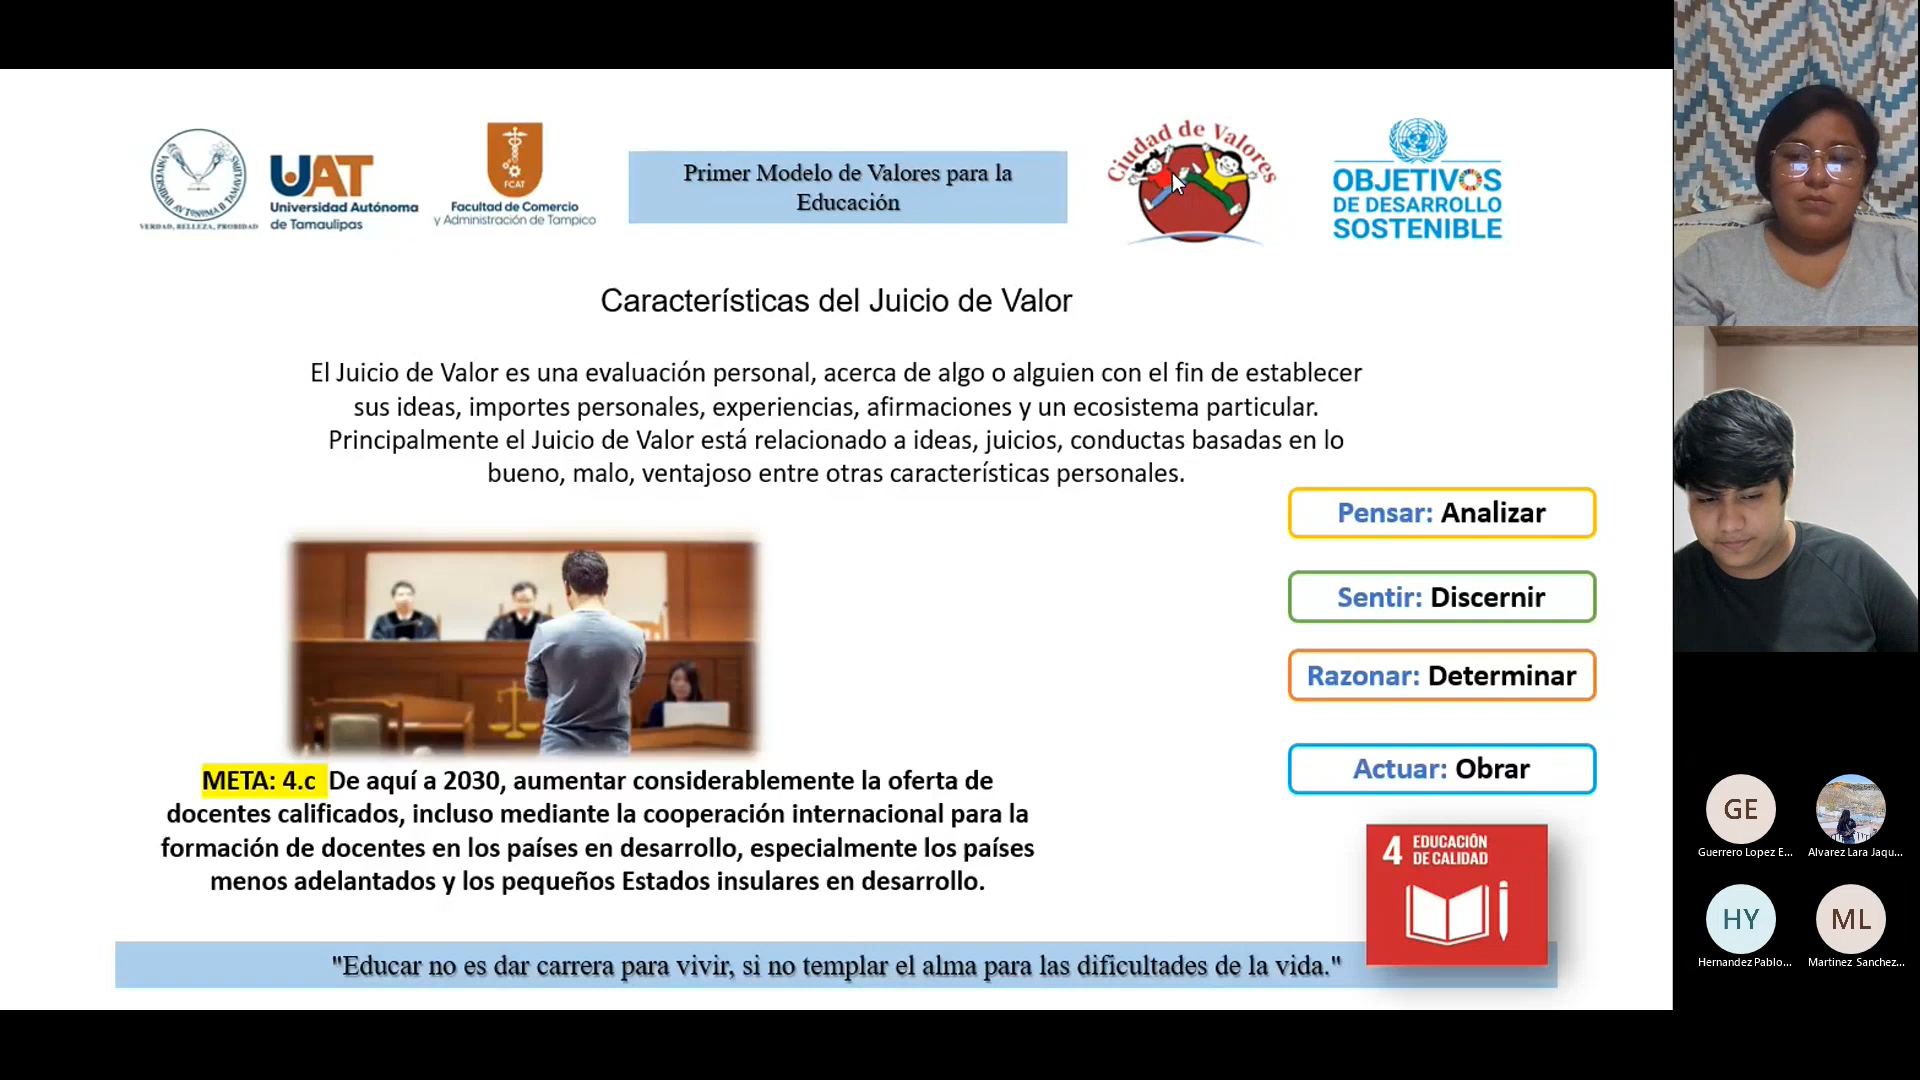 UNIVERSIDAD AUTONOMA DE TAMAULIPAS
VERDAD, BELLEZA, PROBIDAD
UAT
Universidad Autónoma
de Tamaulipas
FCAT
Facultad de Comercio
y Administración de Tampico
Primer Modelo de Valores para la
Educación
Ciudad de Valores
OBJETIVOS
DE DESARROLLO
SOSTENIBLE
Características del Juicio de Valor
El Juicio de Valor es una evaluación personal, acerca de algo o alguien con el fin de establecer
sus ideas, importes personales, experiencias, afirmaciones y un ecosistema particular.
Principalmente el Juicio de Valor está relacionado a ideas, juicios, conductas basadas en lo
bueno, malo, ventajoso entre otras características personales.
Pensar: Analizar
Sentir: Discernir
Razonar: Determinar
Actuar: Obrar
META: 4.c De aquí a 2030, aumentar considerablemente la oferta de
docentes calificados, incluso mediante la cooperación internacional para la
formación de docentes en los países en desarrollo, especialmente los países
menos adelantados y los pequeños Estados insulares en desarrollo.
4 EDUCACIÓN
DE CALIDAD
"Educar no es dar carrera para vivir, si no templar el alma para las dificultades de la vida."
GE
Guerrero Lopez E...
Alvarez Lara Jaqu...
HY
Hernandez Pablo...
ML
Martinez Sanchez...